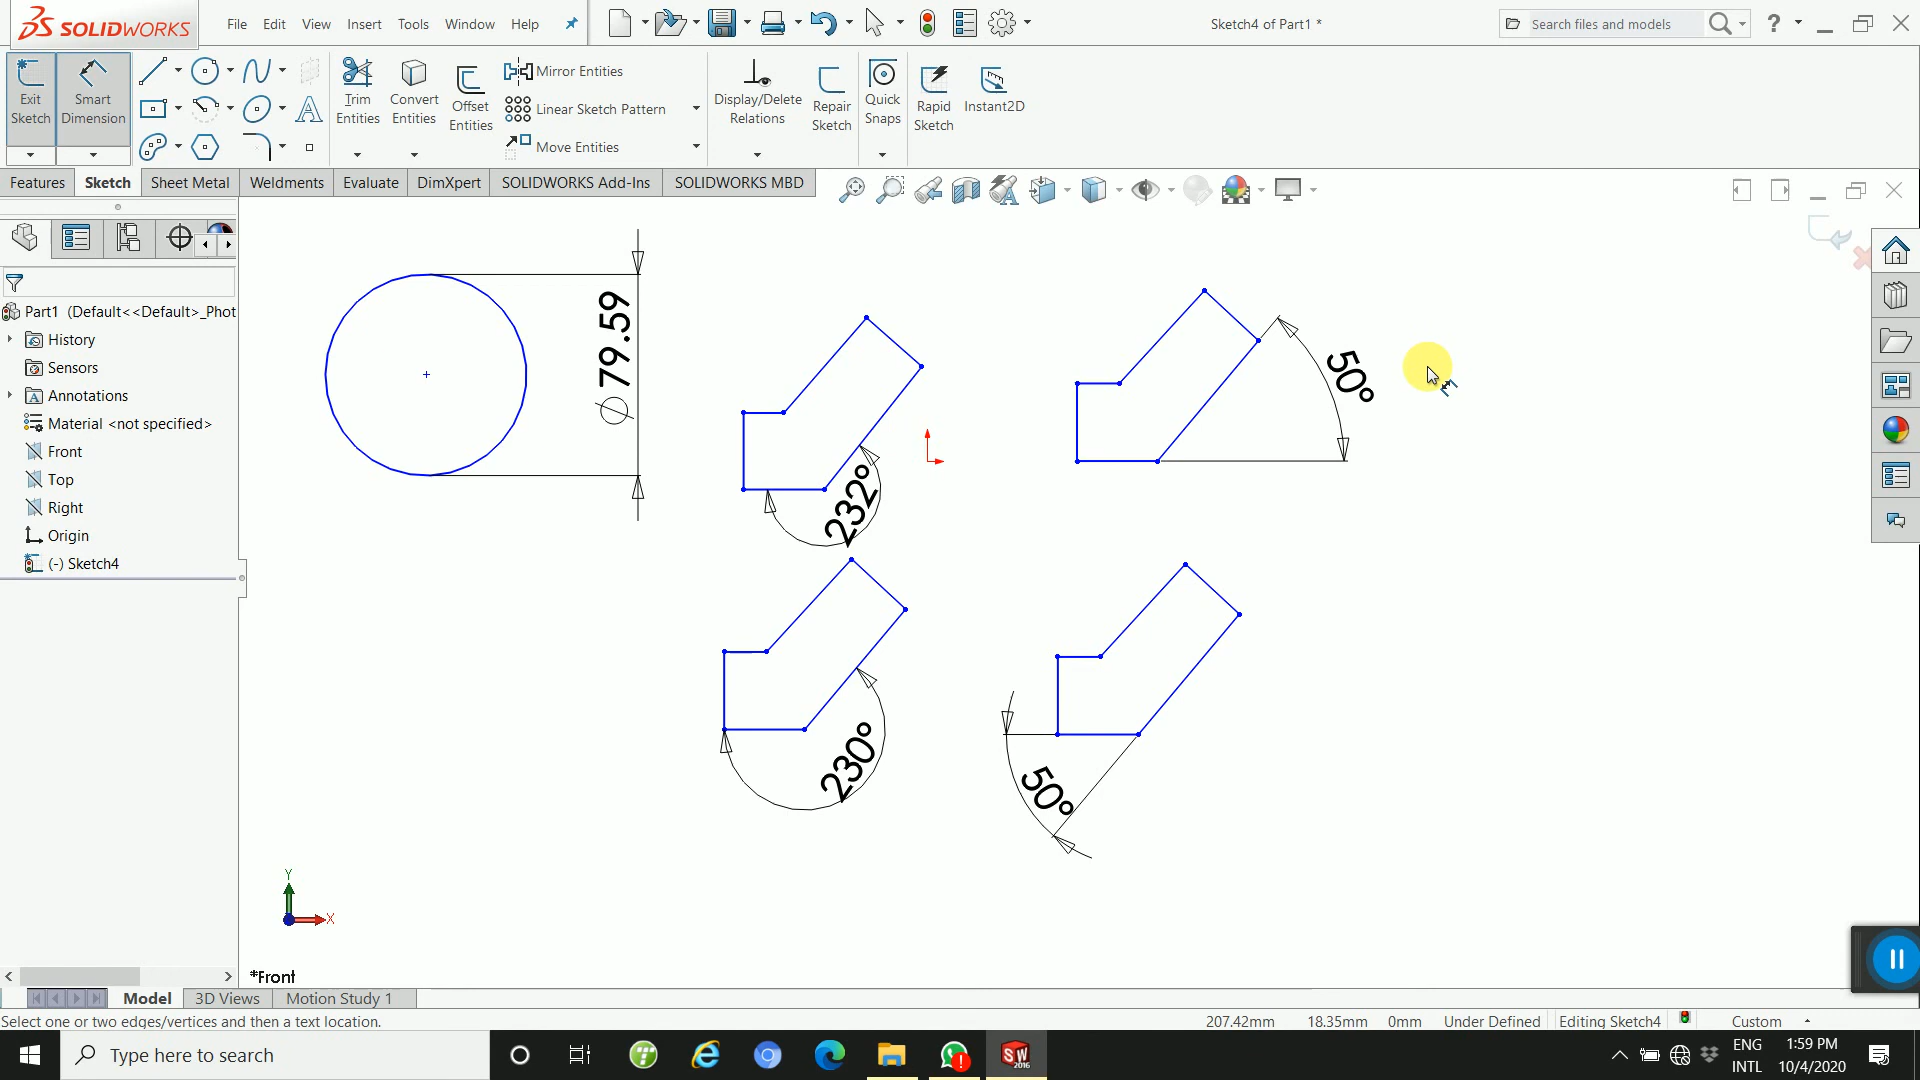 SOLIDWORKS
File Edit View Insert Tools Window Help
Sketch4 of Part1 *
Search files and models
?
Exit Sketch
Smart Dimension
Trim Entities
Convert Entities
Offset Entities
Mirror Entities
Linear Sketch Pattern
Move Entities
Display/Delete Relations
Repair Sketch
Quick Snaps
Rapid Sketch
Instant2D
Features Sketch Sheet Metal Weldments Evaluate DimXpert SOLIDWORKS Add-Ins SOLIDWORKS MBD
Part1 (Default<<Default>_Phot
History
Sensors
Annotations
Material <not specified>
Front
Top
Right
Origin
(-) Sketch4
79.59
232°
50°
230°
50°
Y
X
*Front
Model 3D Views Motion Study 1
Select one or two edges/vertices and then a text location.
207.42mm 18.35mm 0mm Under Defined Editing Sketch4 Custom
Type here to search
SW
2016
ENG
INTL
1:59 PM
10/4/2020